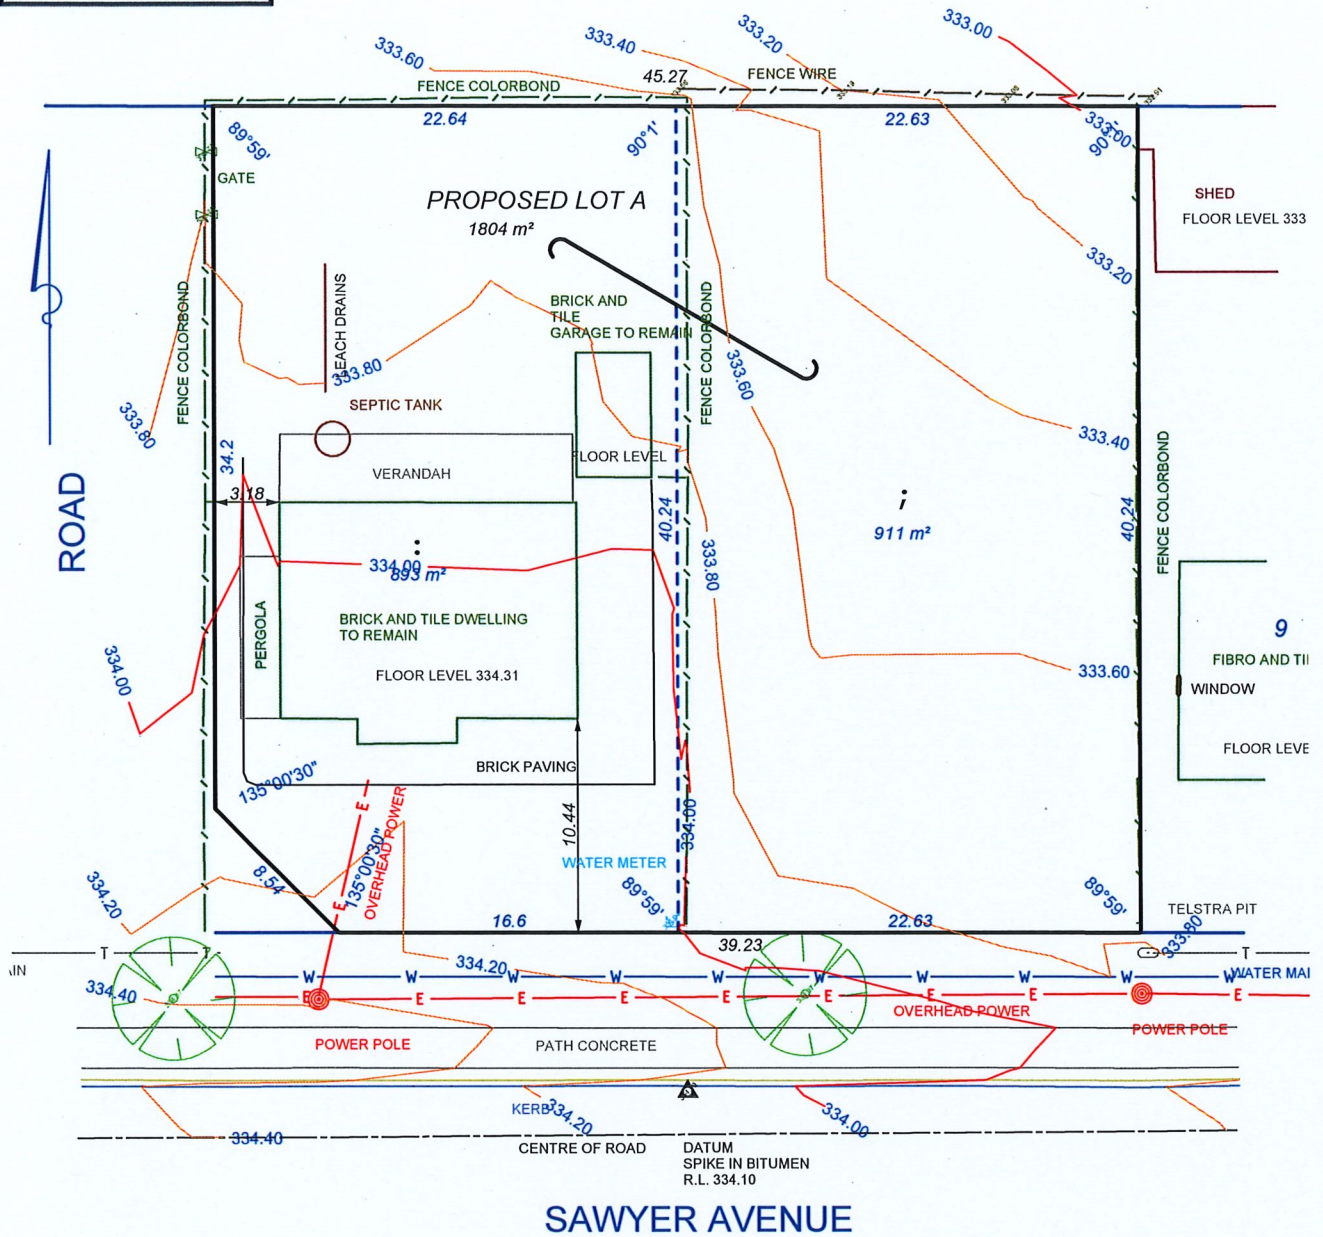 333.00
333.20
333.40
333.60
45.27
FENCE WIRE
FENCE COLORBOND
22.64
22.63
89°59'
90°1'
333.00
GATE
PROPOSED LOT A
1804 m²
SHED
FLOOR LEVEL 333
333.20
FENCE COLORBOND
BRICK AND
TILE
GARAGE TO REMAIN
FENCE COLORBOND
333.80
333.60
SEPTIC TANK
333.80
333.40
FENCE COLORBOND
34.2
3.18
VERANDAH
FLOOR LEVEL
ROAD
40.24
911 m²
40.24
333.80
334.00
893 m²
PERGOLA
BRICK AND TILE DWELLING
TO REMAIN
9
FIBRO AND TI
334.00
FLOOR LEVEL 334.31
333.60
WINDOW
FLOOR LEVE
BRICK PAVING
135°00'30"
E
OVERHEAD POWER
10.44
334.00
135°00'30"
WATER METER
8.54
334.20
89°59'
89°59'
E
16.6
22.63
TELSTRA PIT
39.23
333.80
T
T
T
334.20
W W W W W W W W W W
WATER MAI
334.40
E E E E E E E E E
OVERHEAD POWER
POWER POLE
PATH CONCRETE
POWER POLE
KERB
334.20
334.00
334.40
CENTRE OF ROAD
DATUM
SPIKE IN BITUMEN
R.L. 334.10
SAWYER AVENUE